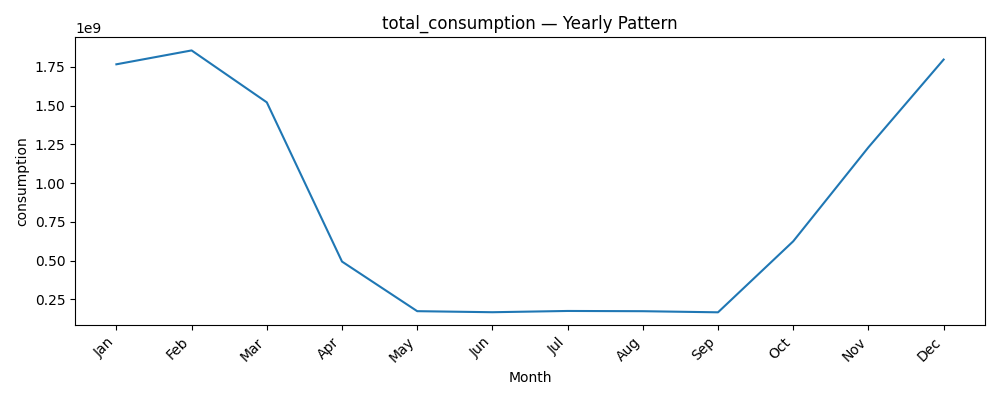 total_consumption — Yearly Pattern
1e9
1.75
1.50
1.25
1.00
0.75
0.50
0.25
consumption
Jan
Feb
Mar
Apr
May
Jun
Jul
Aug
Sep
Oct
Nov
Dec
Month